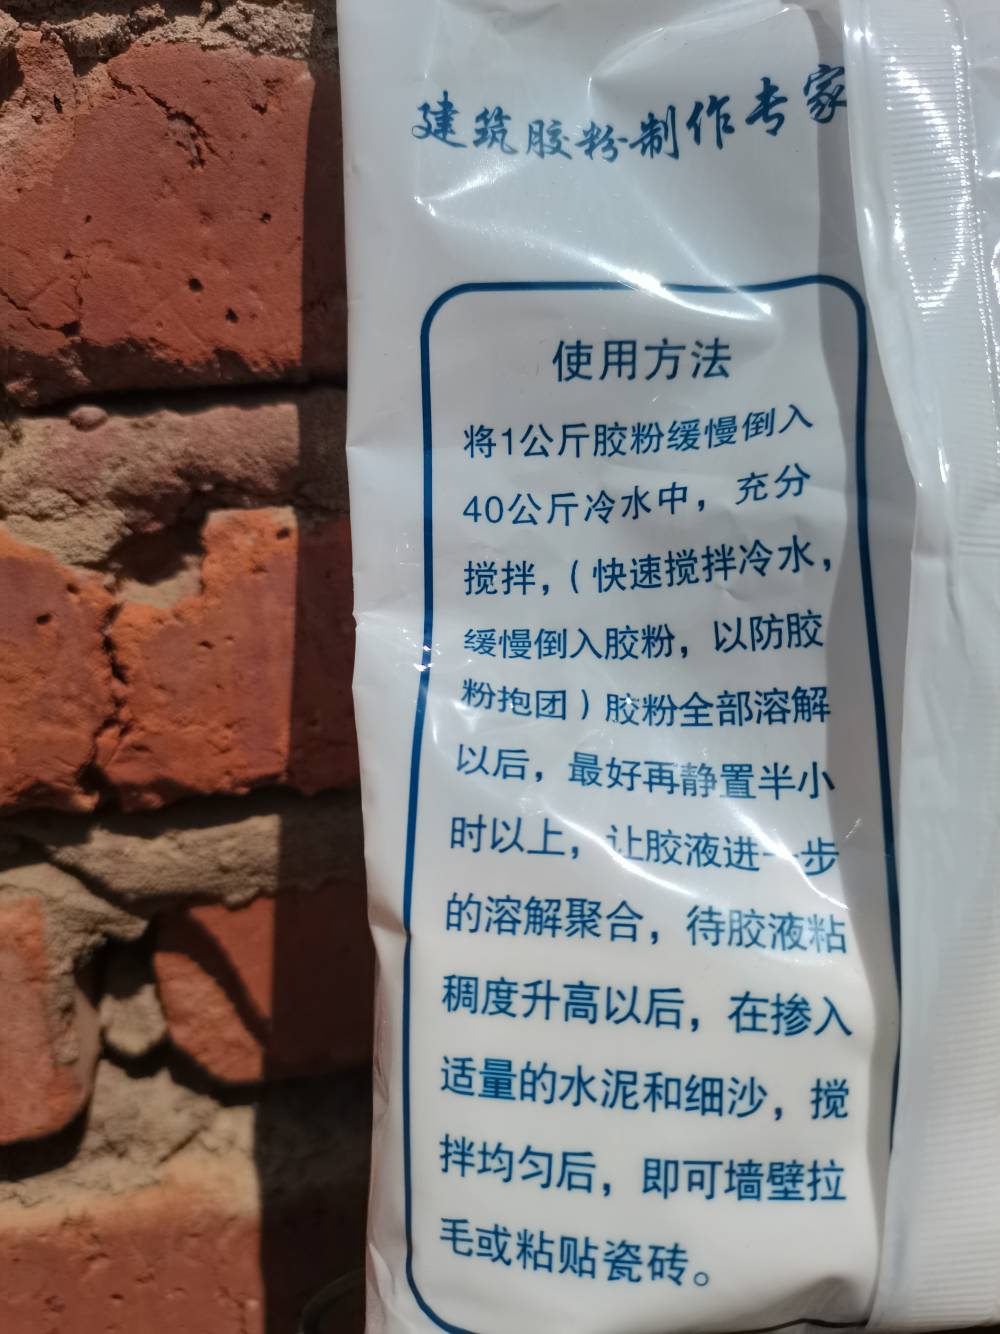 建筑胶粉制作专家
使用方法
将1公斤胶粉缓慢倒入
40公斤冷水中，充分
搅拌，（快速搅拌冷水，
缓慢倒入胶粉，以防胶
粉抱团）胶粉全部溶解
以后，最好再静置半小
时以上，让胶液进一步
的溶解聚合，待胶液粘
稠度升高以后，在掺入
适量的水泥和细沙，搅
拌均匀后，即可墙壁拉
毛或粘贴瓷砖。